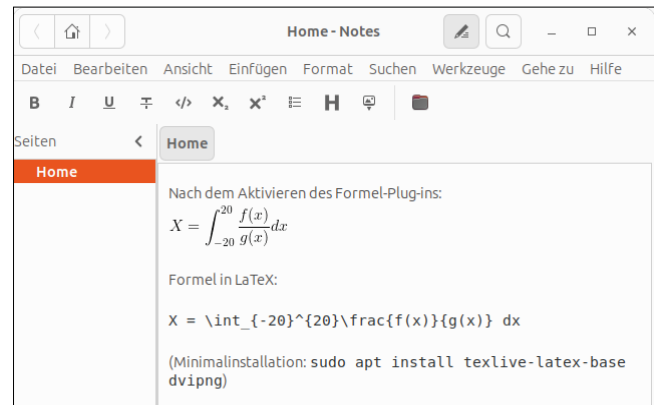 Home - Notes
Datei Bearbeiten Ansicht Einfügen Format Suchen Werkzeuge Gehe zu Hilfe
B I U T </> X₂ X² H
Seiten
Home
Home
Nach dem Aktivieren des Formel-Plug-ins:
X = ∫_{-20}^{20} f(x)/g(x) dx
Formel in LaTeX:
X = \int_{-20}^{20}\frac{f(x)}{g(x)} dx
(Minimalinstallation: sudo apt install texlive-latex-base
dvipng)